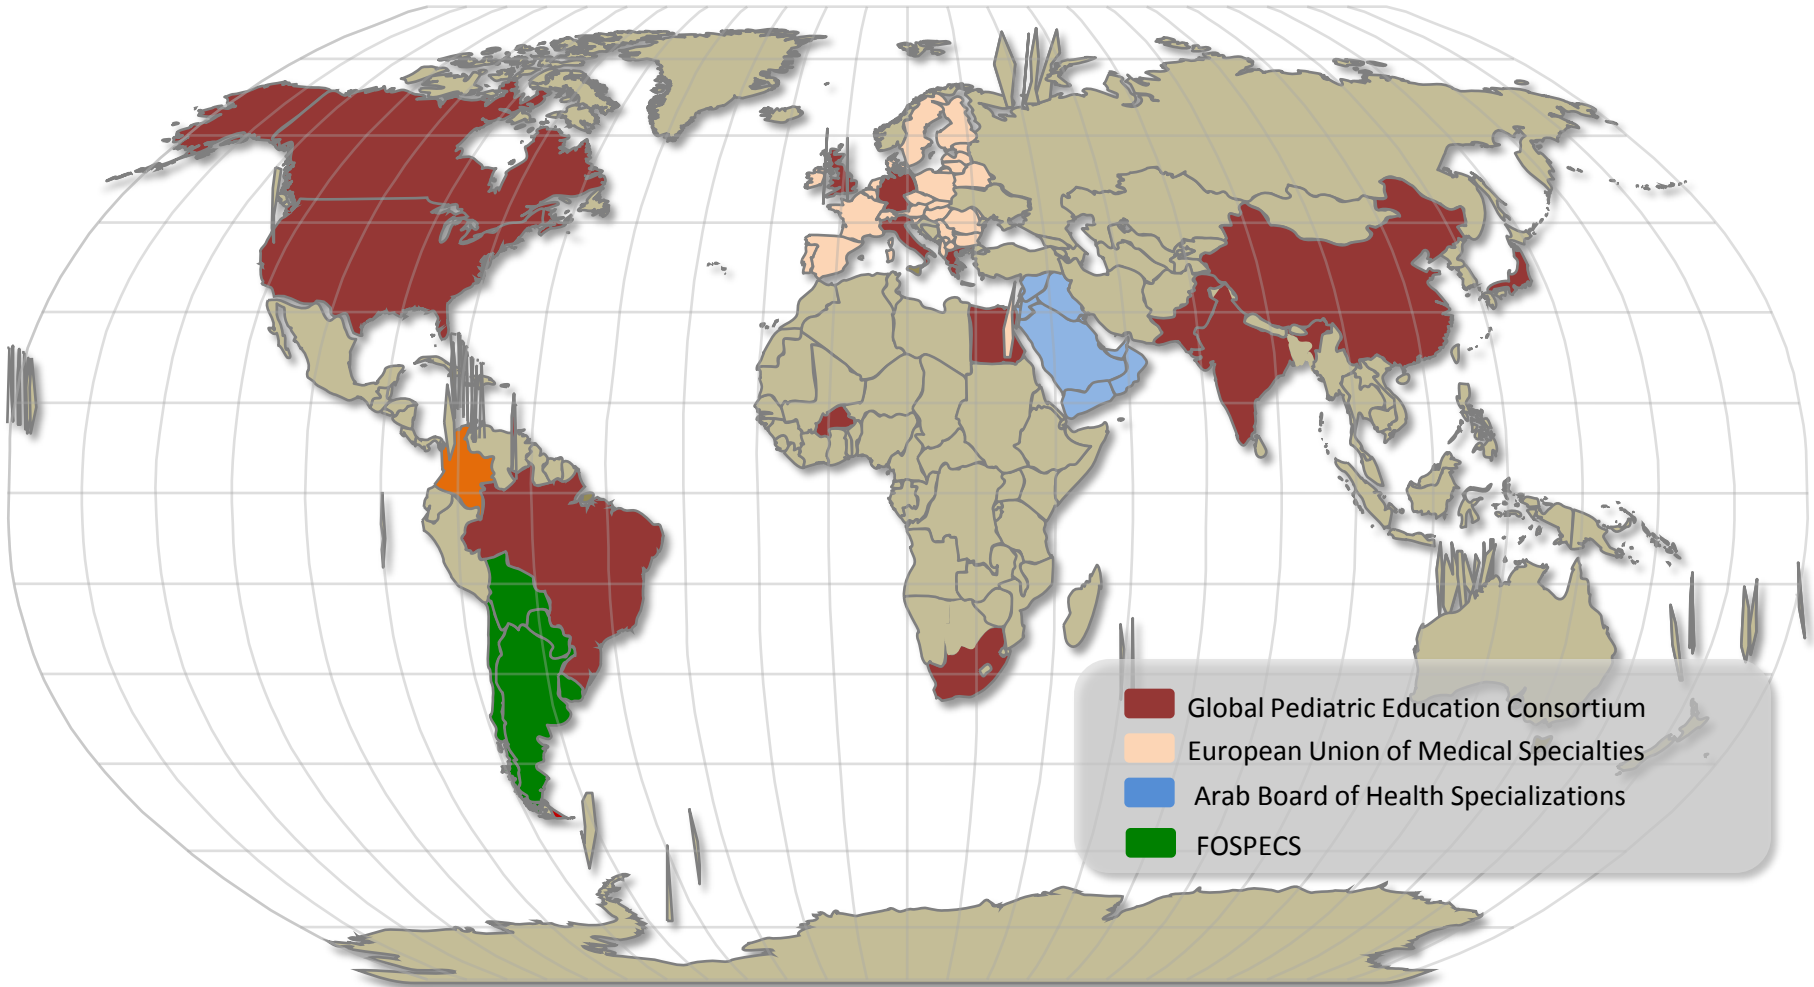 Global Pediatric Education Consortium
European Union of Medical Specialties
Arab Board of Health Specializations
FOSPECS